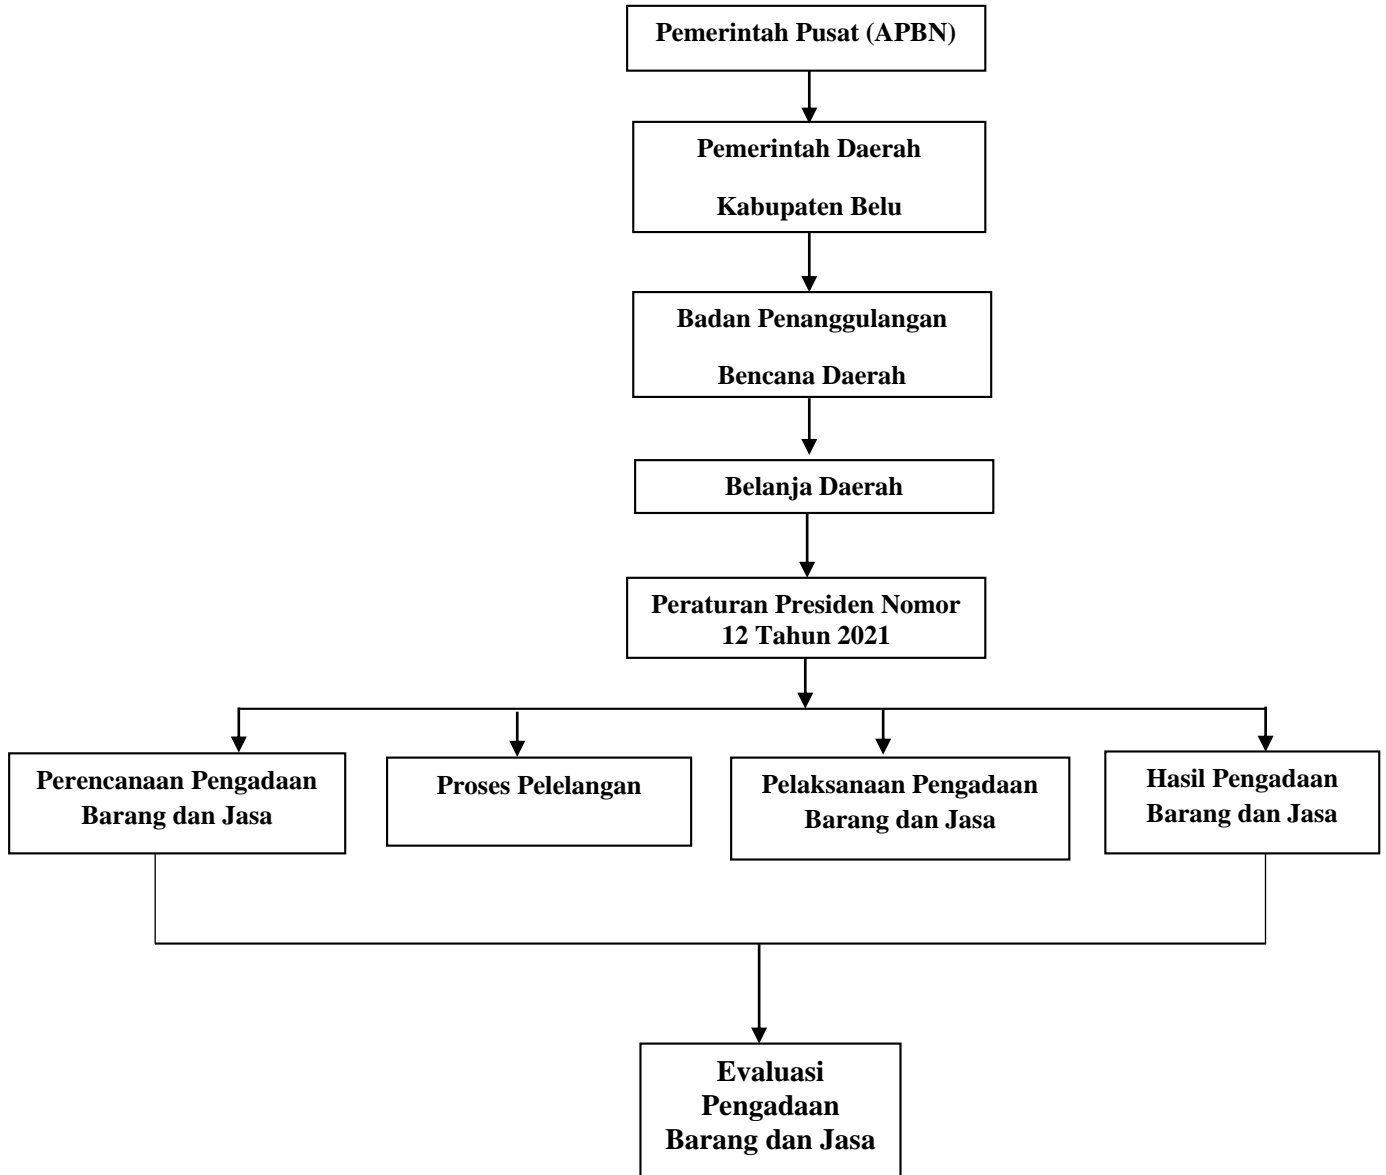 Pemerintah Pusat (APBN)
Pemerintah Daerah
Kabupaten Belu
Badan Penanggulangan
Bencana Daerah
Belanja Daerah
Peraturan Presiden Nomor
12 Tahun 2021
Perencanaan Pengadaan
Barang dan Jasa
Proses Pelelangan
Pelaksanaan Pengadaan
Barang dan Jasa
Hasil Pengadaan
Barang dan Jasa
Evaluasi
Pengadaan
Barang dan Jasa